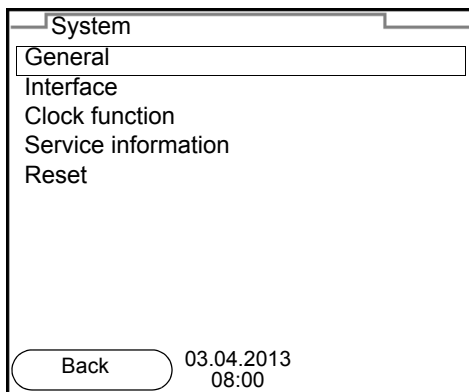 System
General
Interface
Clock function
Service information
Reset
Back
03.04.2013
08:00